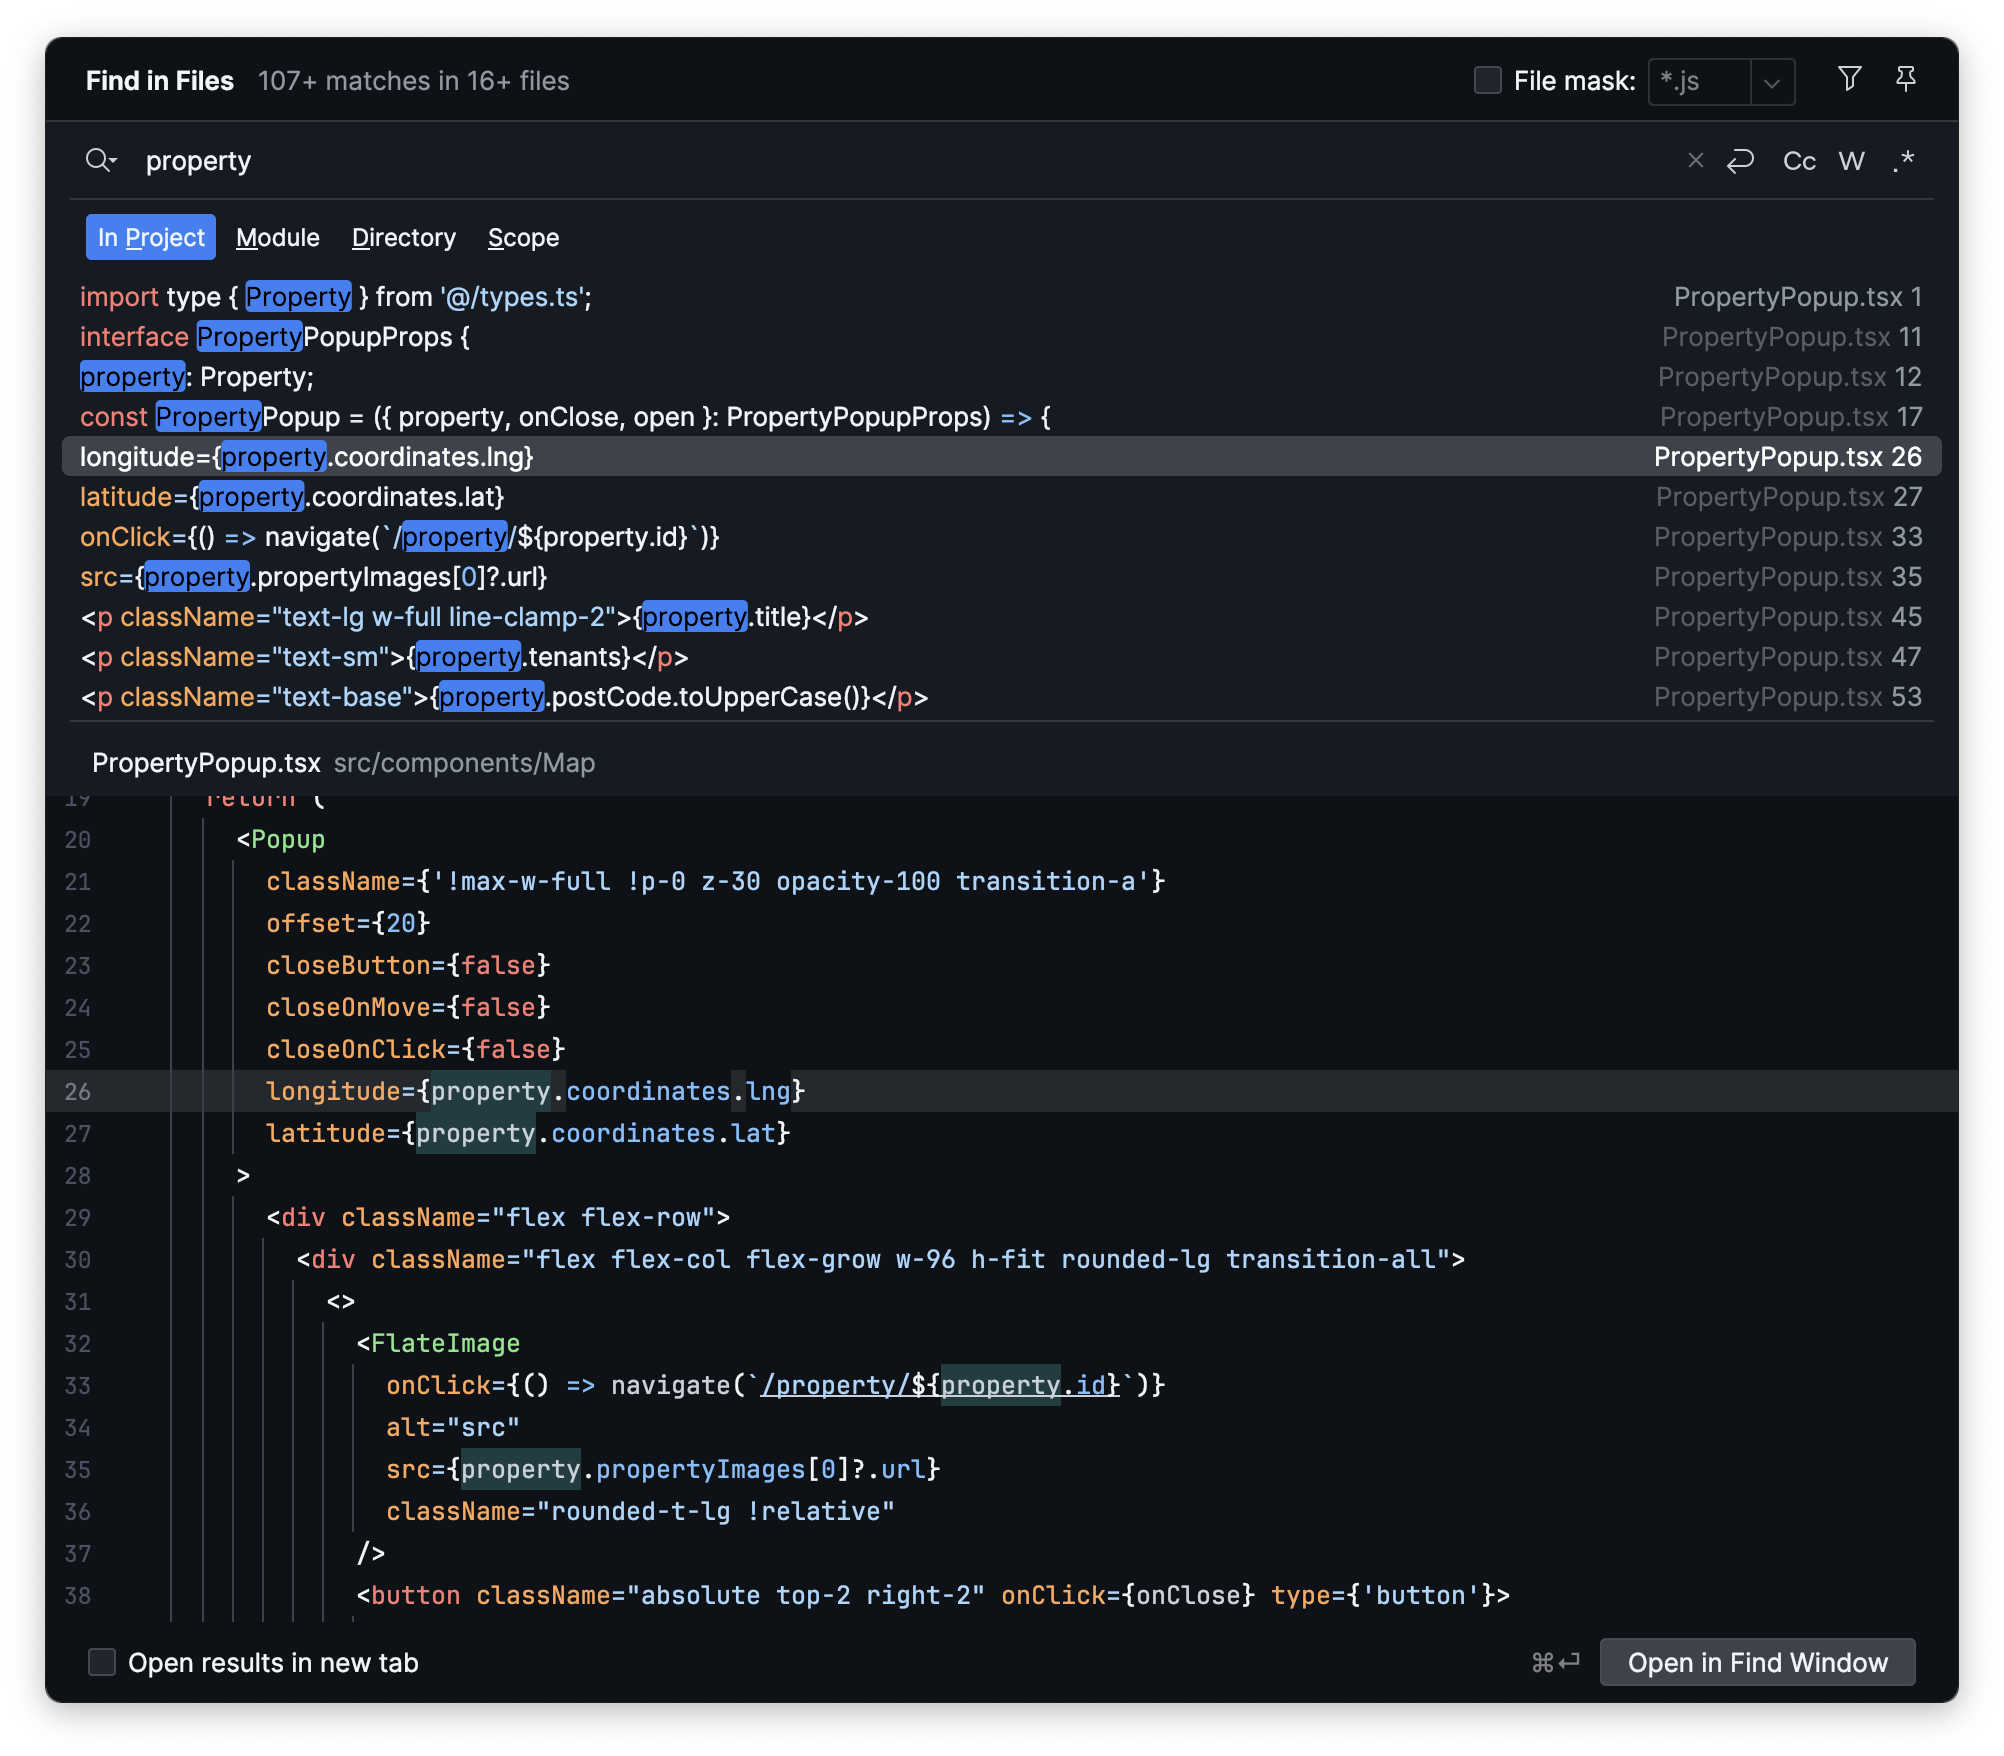 Find in Files 107+ matches in 16+ files File mask: *.js
property × Cc W .*
In Project Module Directory Scope
import type { Property } from '@/types.ts'; PropertyPopup.tsx 1
interface PropertyPopupProps { PropertyPopup.tsx 11
property: Property; PropertyPopup.tsx 12
const PropertyPopup = ({ property, onClose, open }: PropertyPopupProps) => { PropertyPopup.tsx 17
longitude={property.coordinates.lng} PropertyPopup.tsx 26
latitude={property.coordinates.lat} PropertyPopup.tsx 27
onClick={() => navigate(`/property/${property.id}`)} PropertyPopup.tsx 33
src={property.propertyImages[0]?.url} PropertyPopup.tsx 35
<p className="text-lg w-full line-clamp-2">{property.title}</p> PropertyPopup.tsx 45
<p className="text-sm">{property.tenants}</p> PropertyPopup.tsx 47
<p className="text-base">{property.postCode.toUpperCase()}</p> PropertyPopup.tsx 53
PropertyPopup.tsx src/components/Map
19 return (
20 <Popup
21 className={'!max-w-full !p-0 z-30 opacity-100 transition-a'}
22 offset={20}
23 closeButton={false}
24 closeOnMove={false}
25 closeOnClick={false}
26 longitude={property.coordinates.lng}
27 latitude={property.coordinates.lat}
28 >
29 <div className="flex flex-row">
30 <div className="flex flex-col flex-grow w-96 h-fit rounded-lg transition-all">
31 <>
32 <FlateImage
33 onClick={() => navigate(`/property/${property.id}`)}
34 alt="src"
35 src={property.propertyImages[0]?.url}
36 className="rounded-t-lg !relative"
37 />
38 <button className="absolute top-2 right-2" onClick={onClose} type={'button'}>
Open results in new tab ⌘↩ Open in Find Window